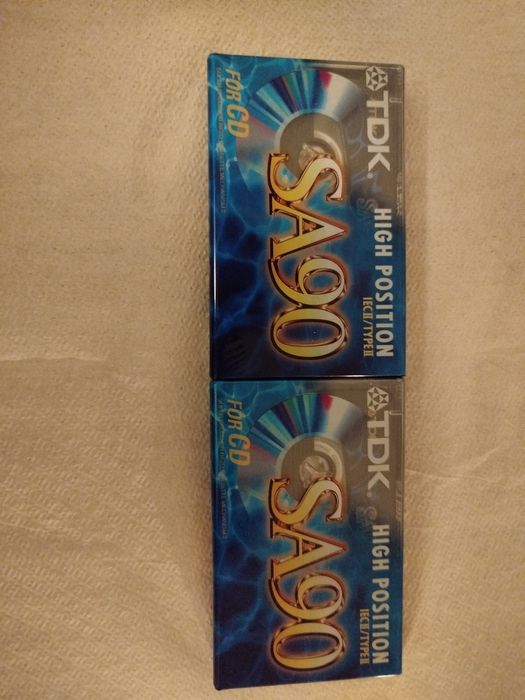 TDK.
HIGH POSITION
IEC II/TYPE II
SA90
FOR CD
TDK.
HIGH POSITION
IEC II/TYPE II
SA90
FOR CD